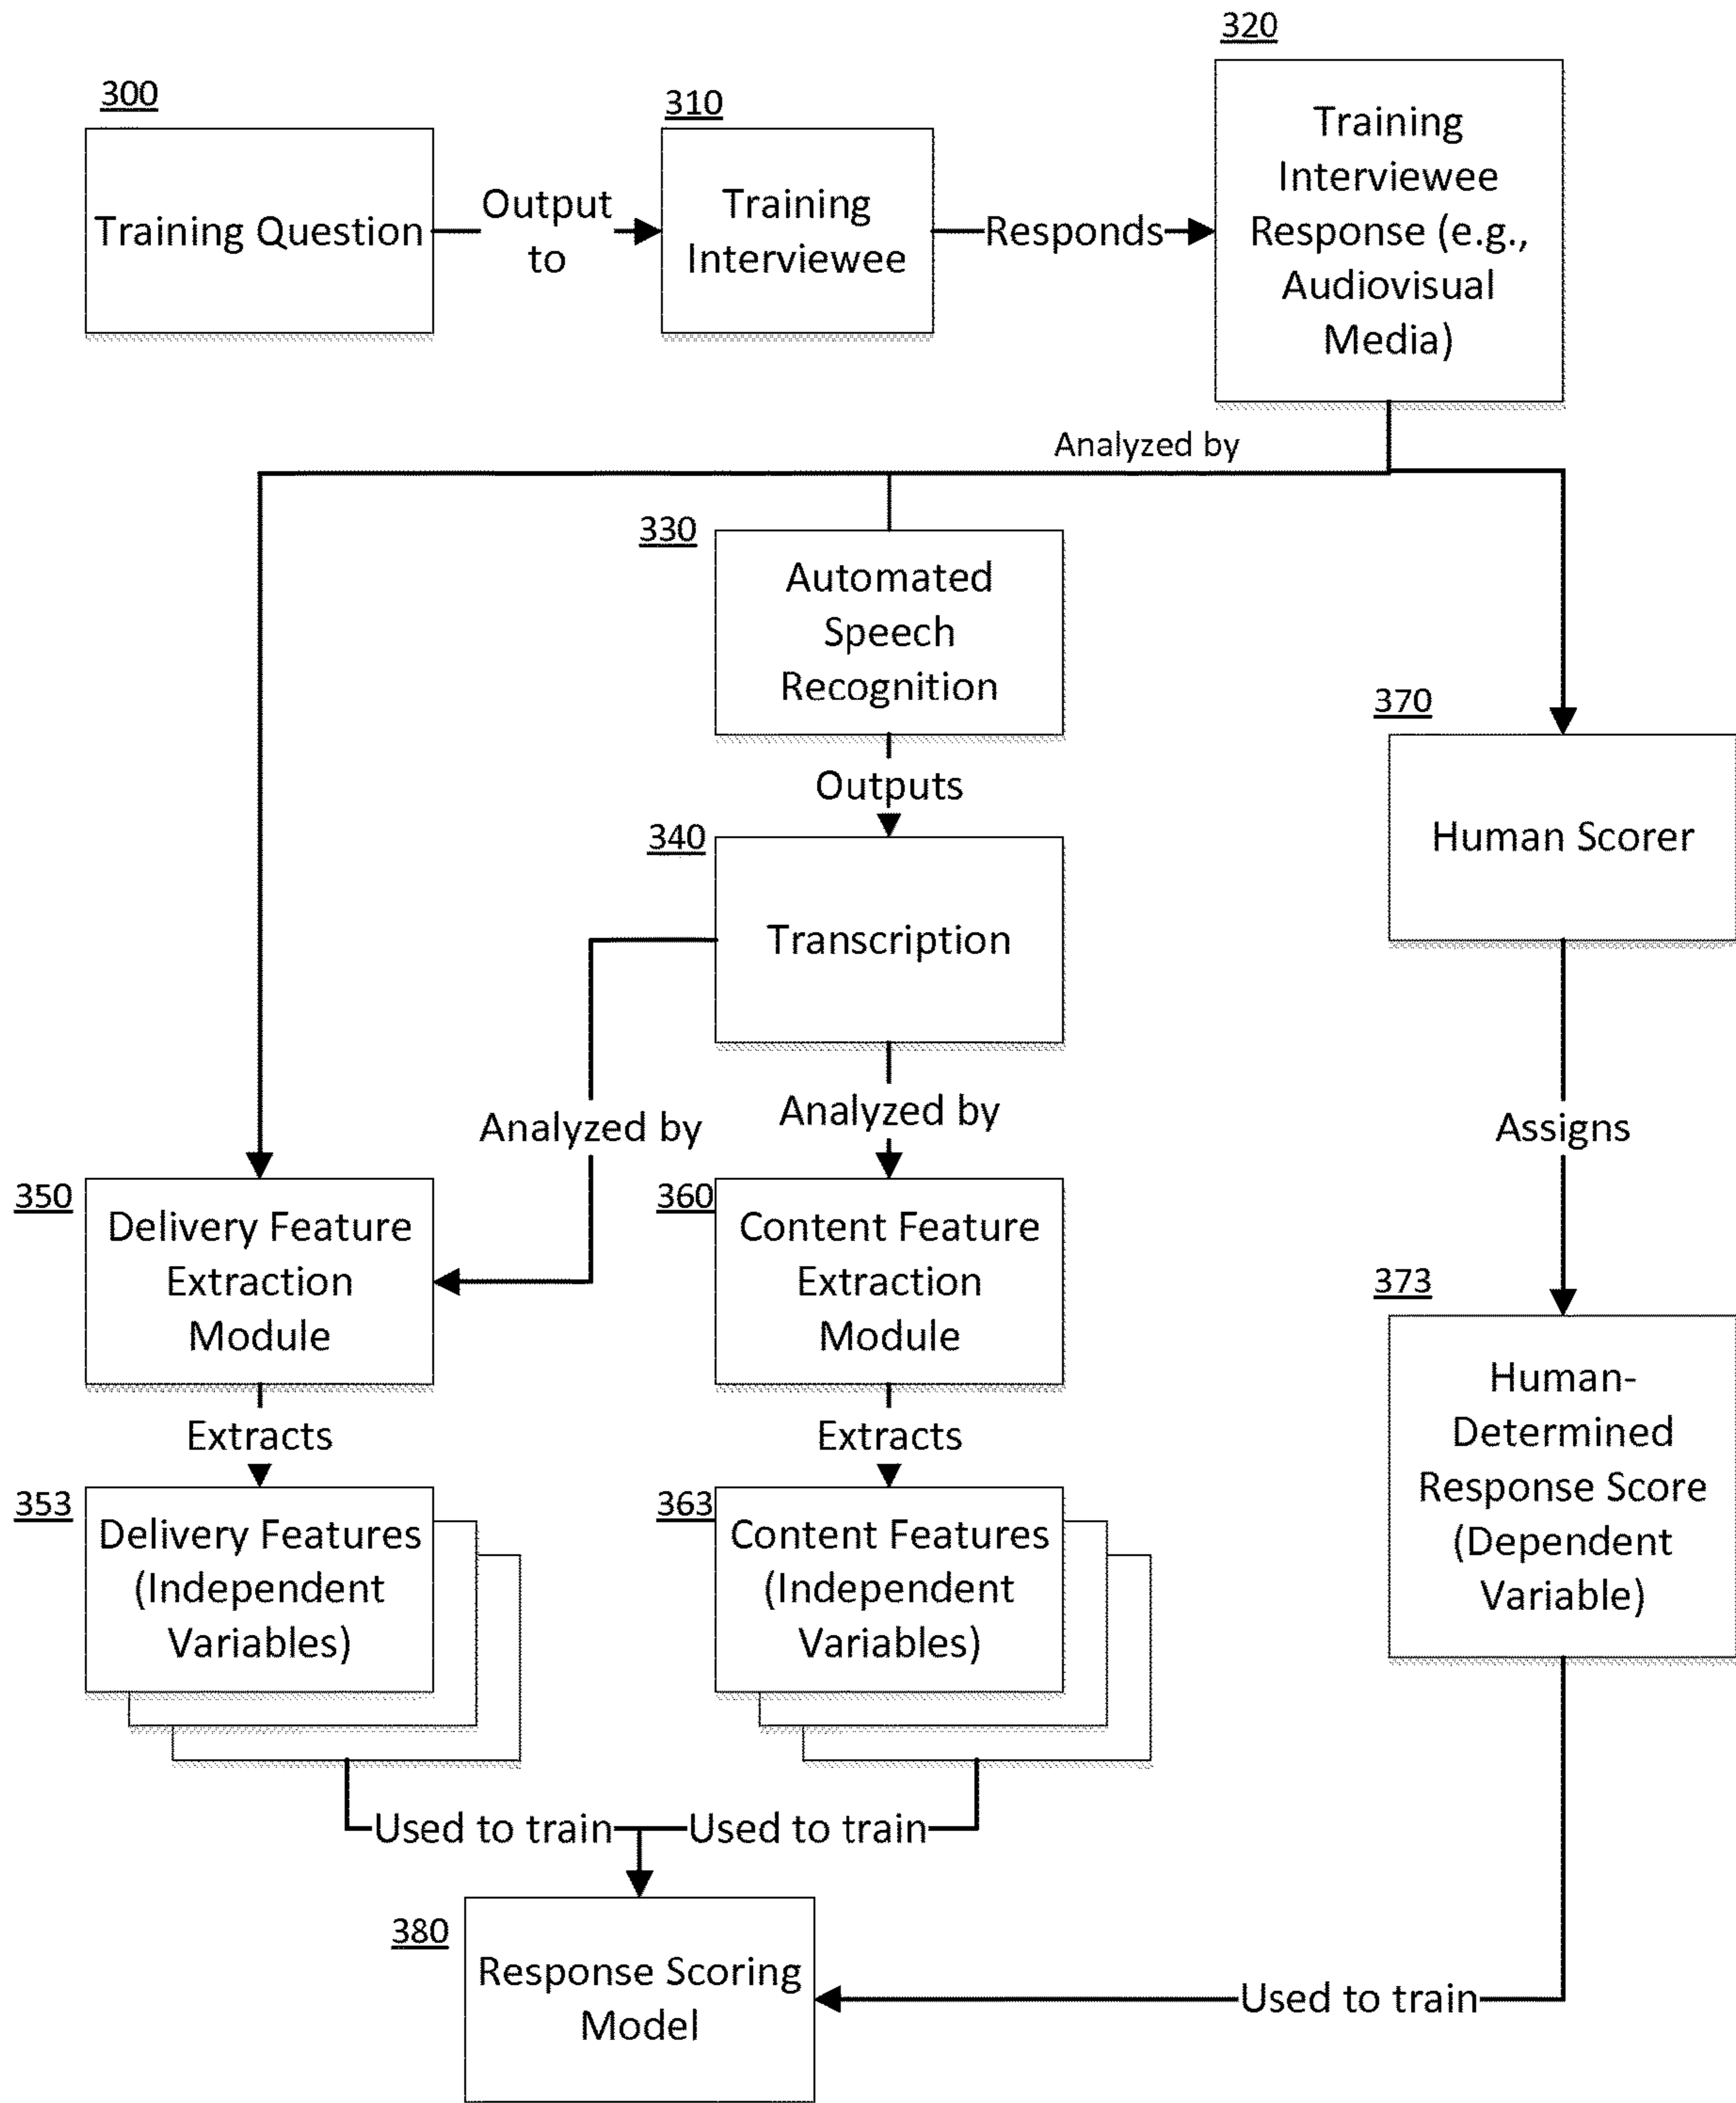 300
Training Question
Output
to
310
Training
Interviewee
Responds
320
Training
Interviewee
Response (e.g.,
Audiovisual
Media)
Analyzed by
330
Automated
Speech
Recognition
Outputs
340
Transcription
Analyzed by
Analyzed by
370
Human Scorer
Assigns
350
Delivery Feature
Extraction
Module
Extracts
360
Content Feature
Extraction
Module
Extracts
373
Human-
Determined
Response Score
(Dependent
Variable)
353
Delivery Features
(Independent
Variables)
363
Content Features
(Independent
Variables)
Used to train
Used to train
380
Response Scoring
Model
Used to train